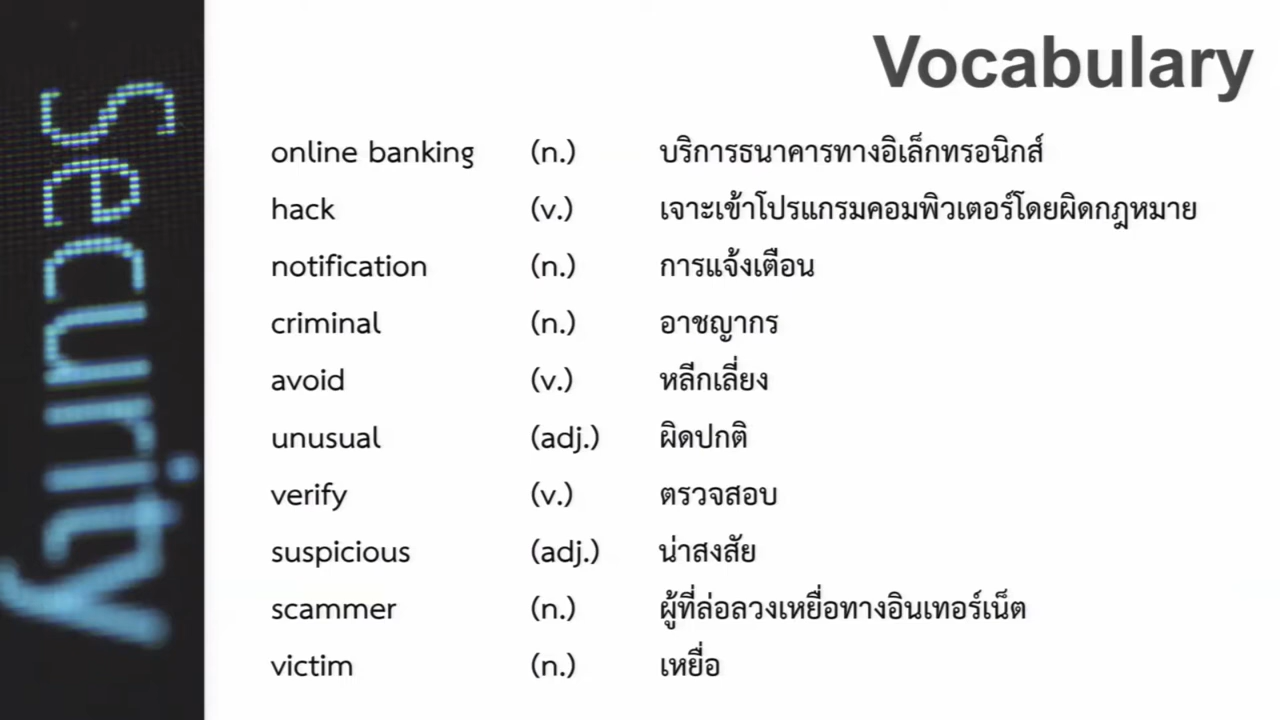 Security
Vocabulary
online banking (n.) บริการธนาคารทางอิเล็กทรอนิกส์
hack (v.) เจาะเข้าโปรแกรมคอมพิวเตอร์โดยผิดกฎหมาย
notification (n.) การแจ้งเตือน
criminal (n.) อาชญากร
avoid (v.) หลีกเลี่ยง
unusual (adj.) ผิดปกติ
verify (v.) ตรวจสอบ
suspicious (adj.) น่าสงสัย
scammer (n.) ผู้ที่ล่อลวงเหยื่อทางอินเทอร์เน็ต
victim (n.) เหยื่อ